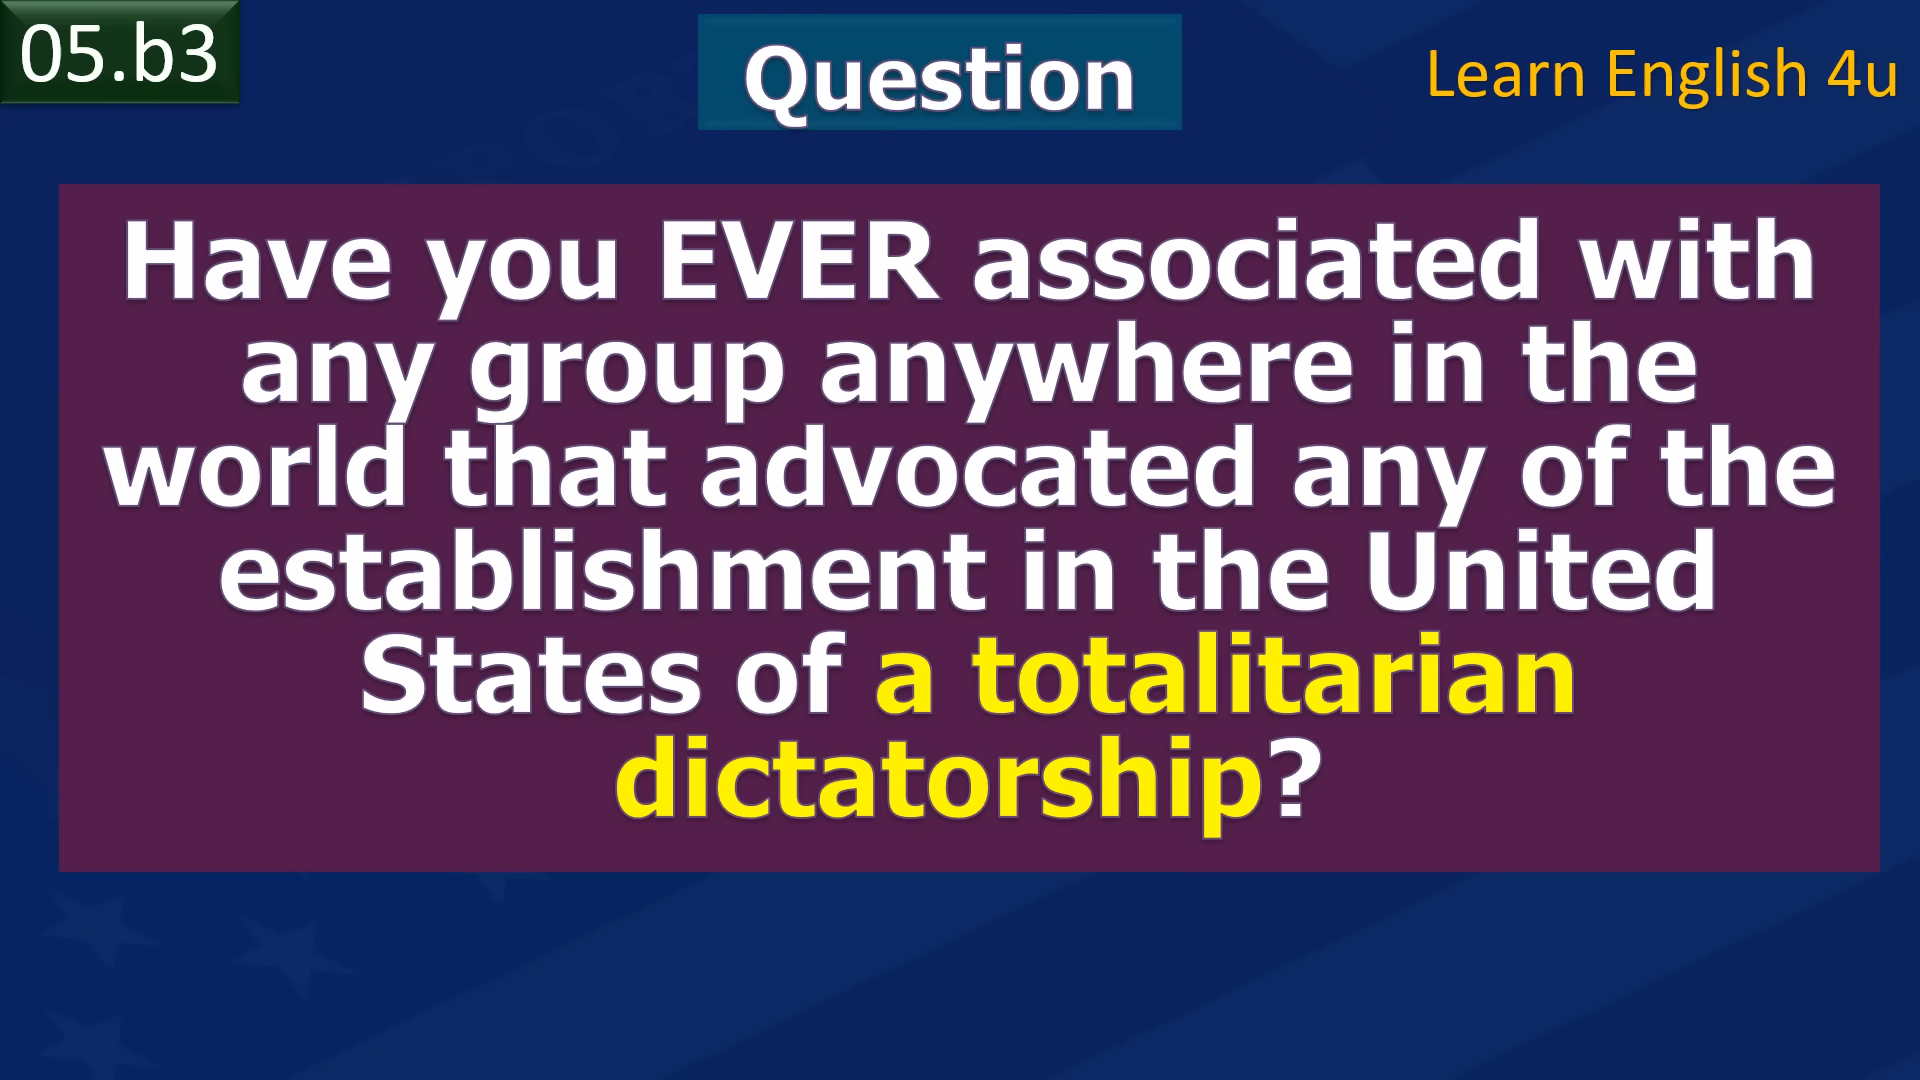 05.b3
Question
Learn English 4u
Have you EVER associated with
any group anywhere in the
world that advocated any of the
establishment in the United
States of a totalitarian
dictatorship?